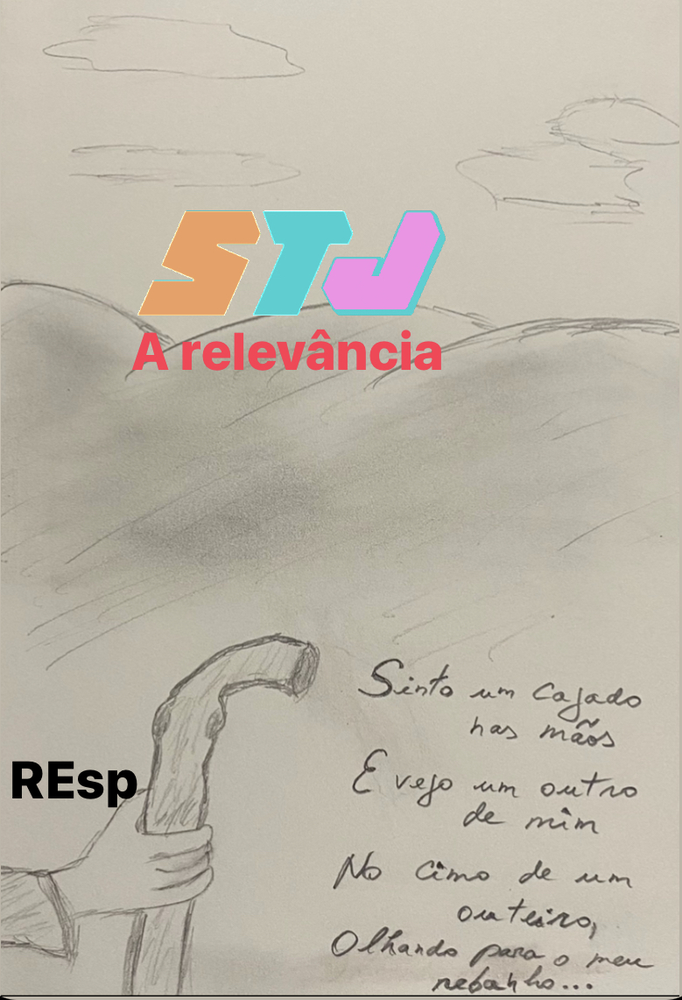 STJ
A relevância
REsp
Sinto um cajado
nas mãos
E vejo um outro
de mim
No cimo de um
outeiro,
Olhando para o meu
rebanho...